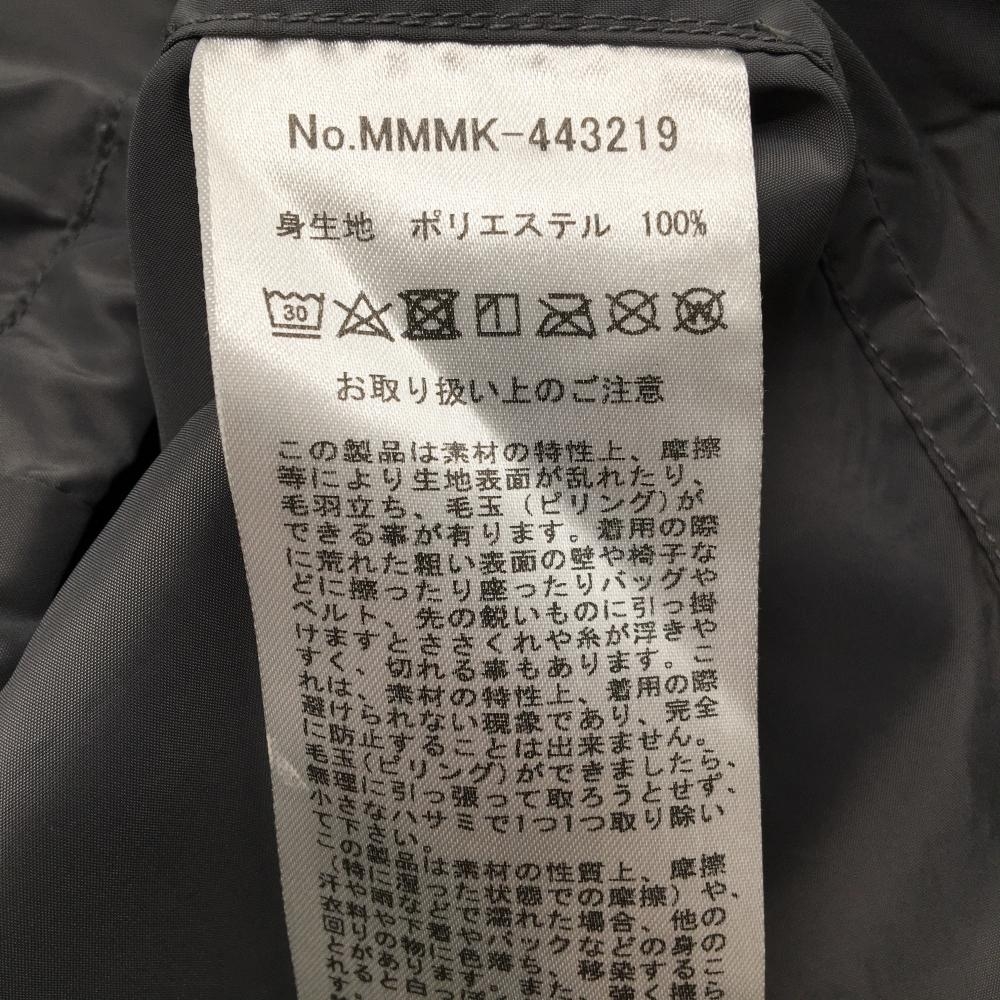 No.MMMK-443219
身生地 ポリエステル 100%
30 W
お取り扱い上のご注意
この製品は素材の特性上、摩擦
等により生地表面が乱れたり、
毛羽立ち、毛玉(ピリング)が
できる事が有ります。着用の際
に荒れた粗い表面の壁や椅子な
どに擦ったり座ったりバッグや
ベルト、先の鋭いものに引っ掛
けますと、ささくれや糸が浮きや
すく、切れる事もあります。こ
れは、素材の特性上、着用の際
避けられない現象であり、完全
に防止することは出来ません。
毛玉(ピリング)ができましたら、
無理に引っ張って取ろうとせず、
小さなハサミで1つ1つ取り除い
て下さい。
この製品は素材の性質上、摩擦